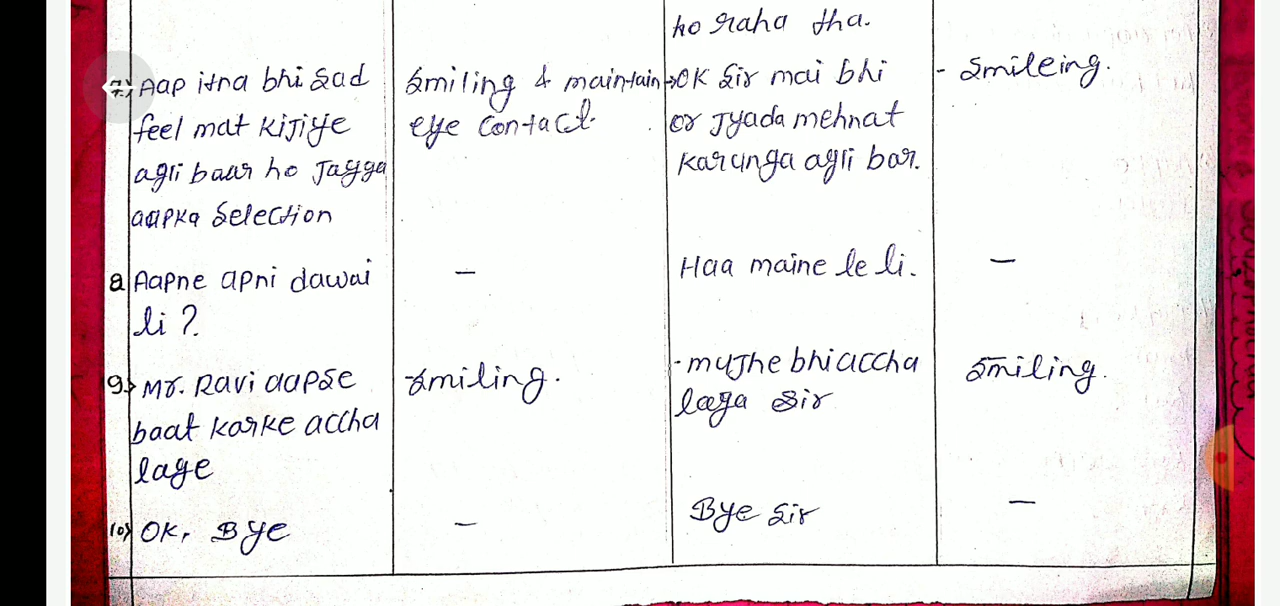 ho raha tha.
7.) Aap itna bhi sad
feel mat kijiye
agli baar ho Jayga
aapka Selection
Smiling & maintain
eye contact.
→ OK Sir mai bhi
or Jyada mehnat
Karunga agli bar.
- Smileing.
8 Aapne apni dawai
li ?
—
Haa maine le li.
—
9.) Mr. Ravi aapse
baat karke accha
lage
-Smiling.
- mujhe bhi accha
laga Sir
Smiling.
10) OK, Bye
—
Bye Sir
—